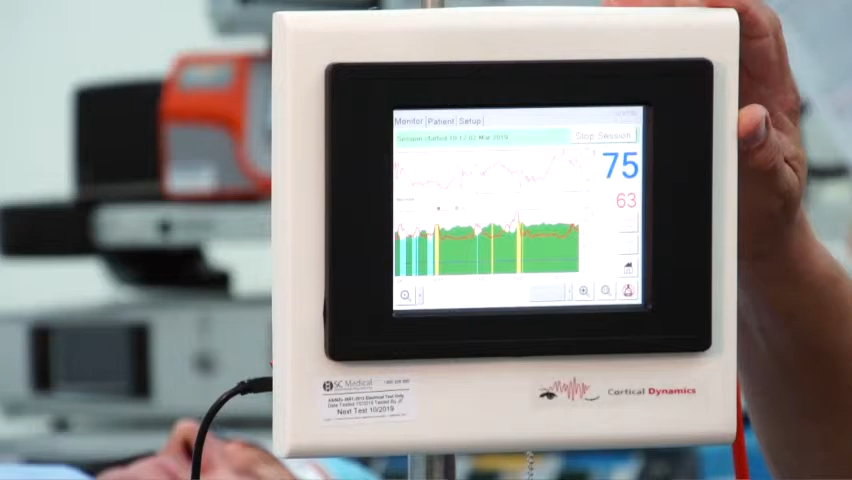 Monitor Patient Setup
Session started 10:12 02 Mar 2019
Stop Session
75
63
SC Medical
Next Test 10/2019
Cortical Dynamics